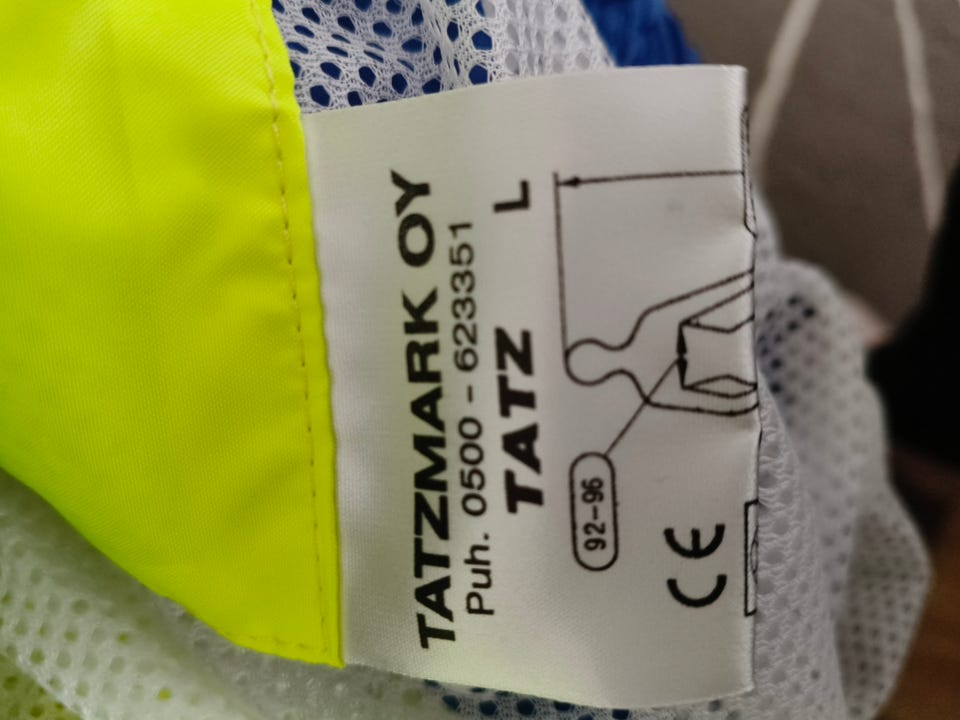 TATZMARK OY
Puh. 0500 - 623351
TATZ L
92-96
CE